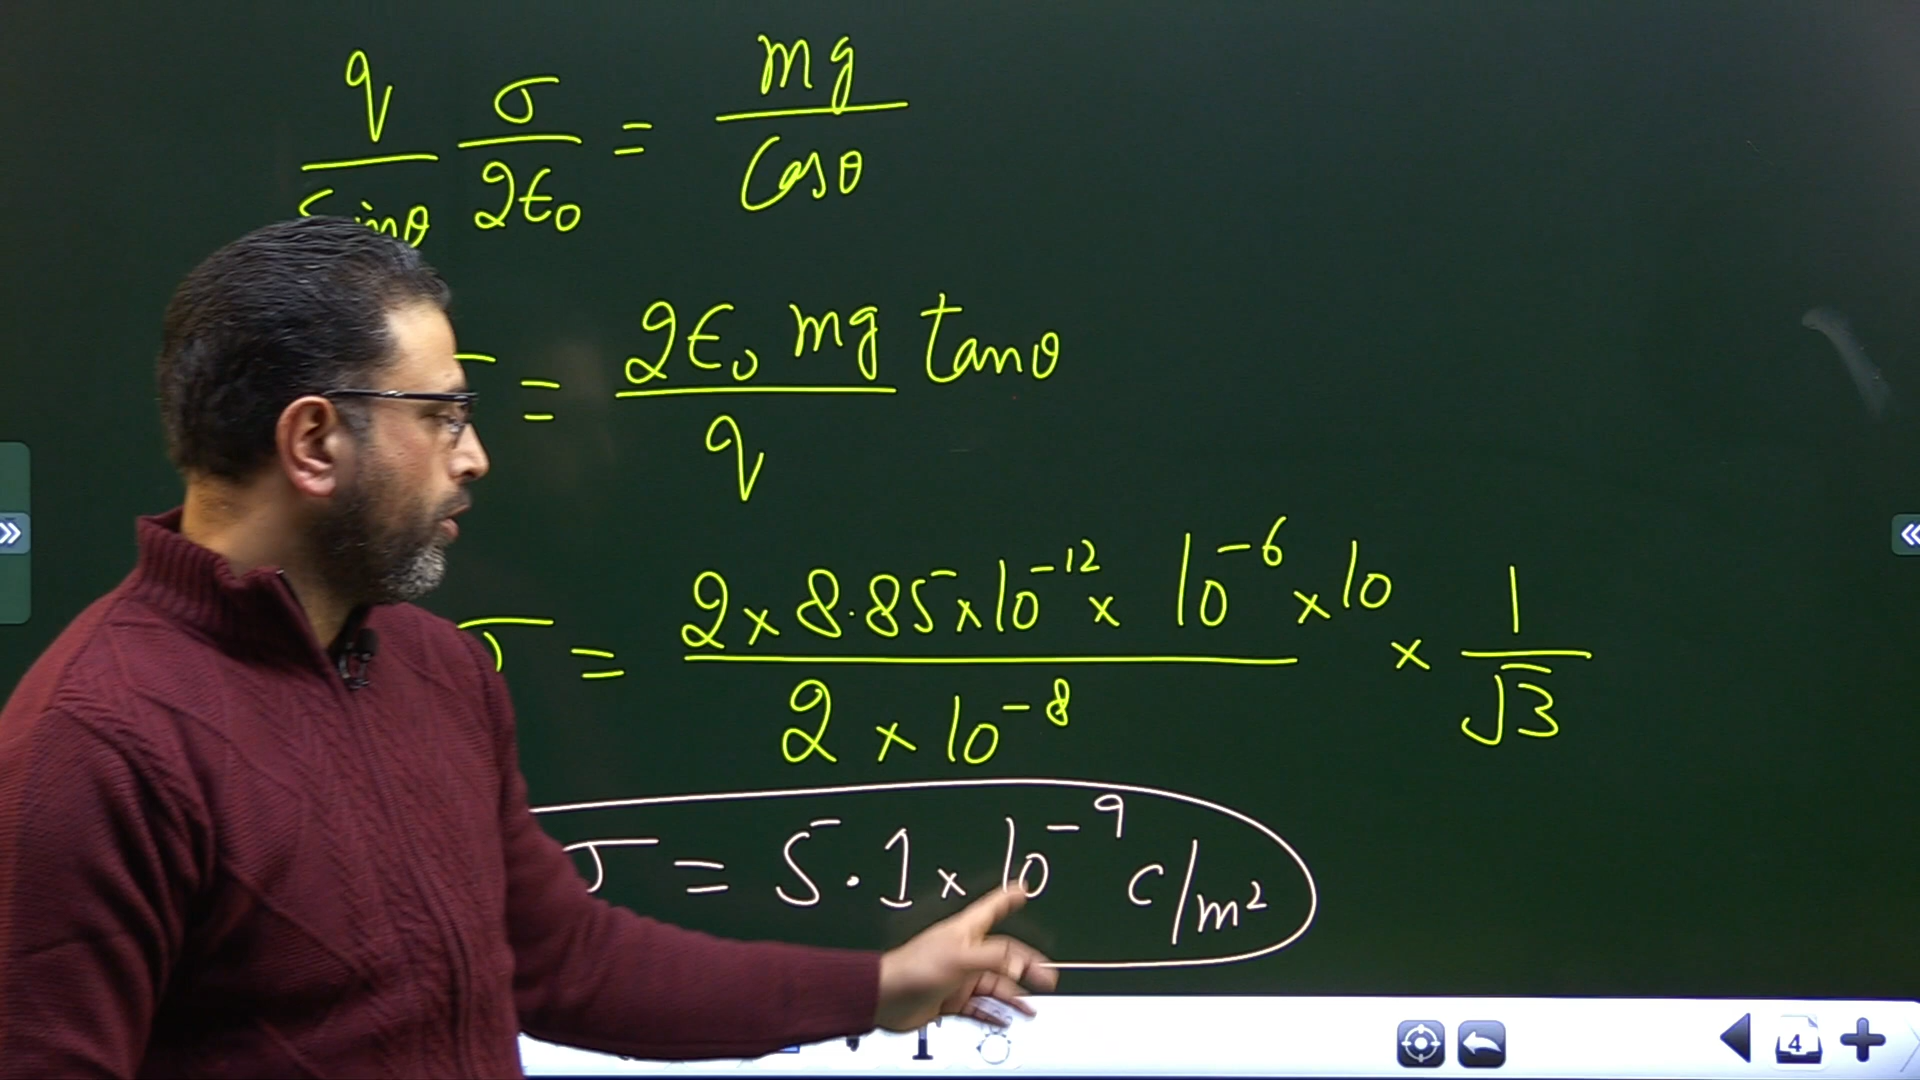 q/sinθ σ/2ϵ₀ = mg/cosθ
σ = 2ϵ₀ mg/q tanθ
σ = 2×8.85×10⁻¹²×10⁻⁶×10/2×10⁻⁸ × 1/√3
σ = 5.1×10⁻⁹ c/m²
4